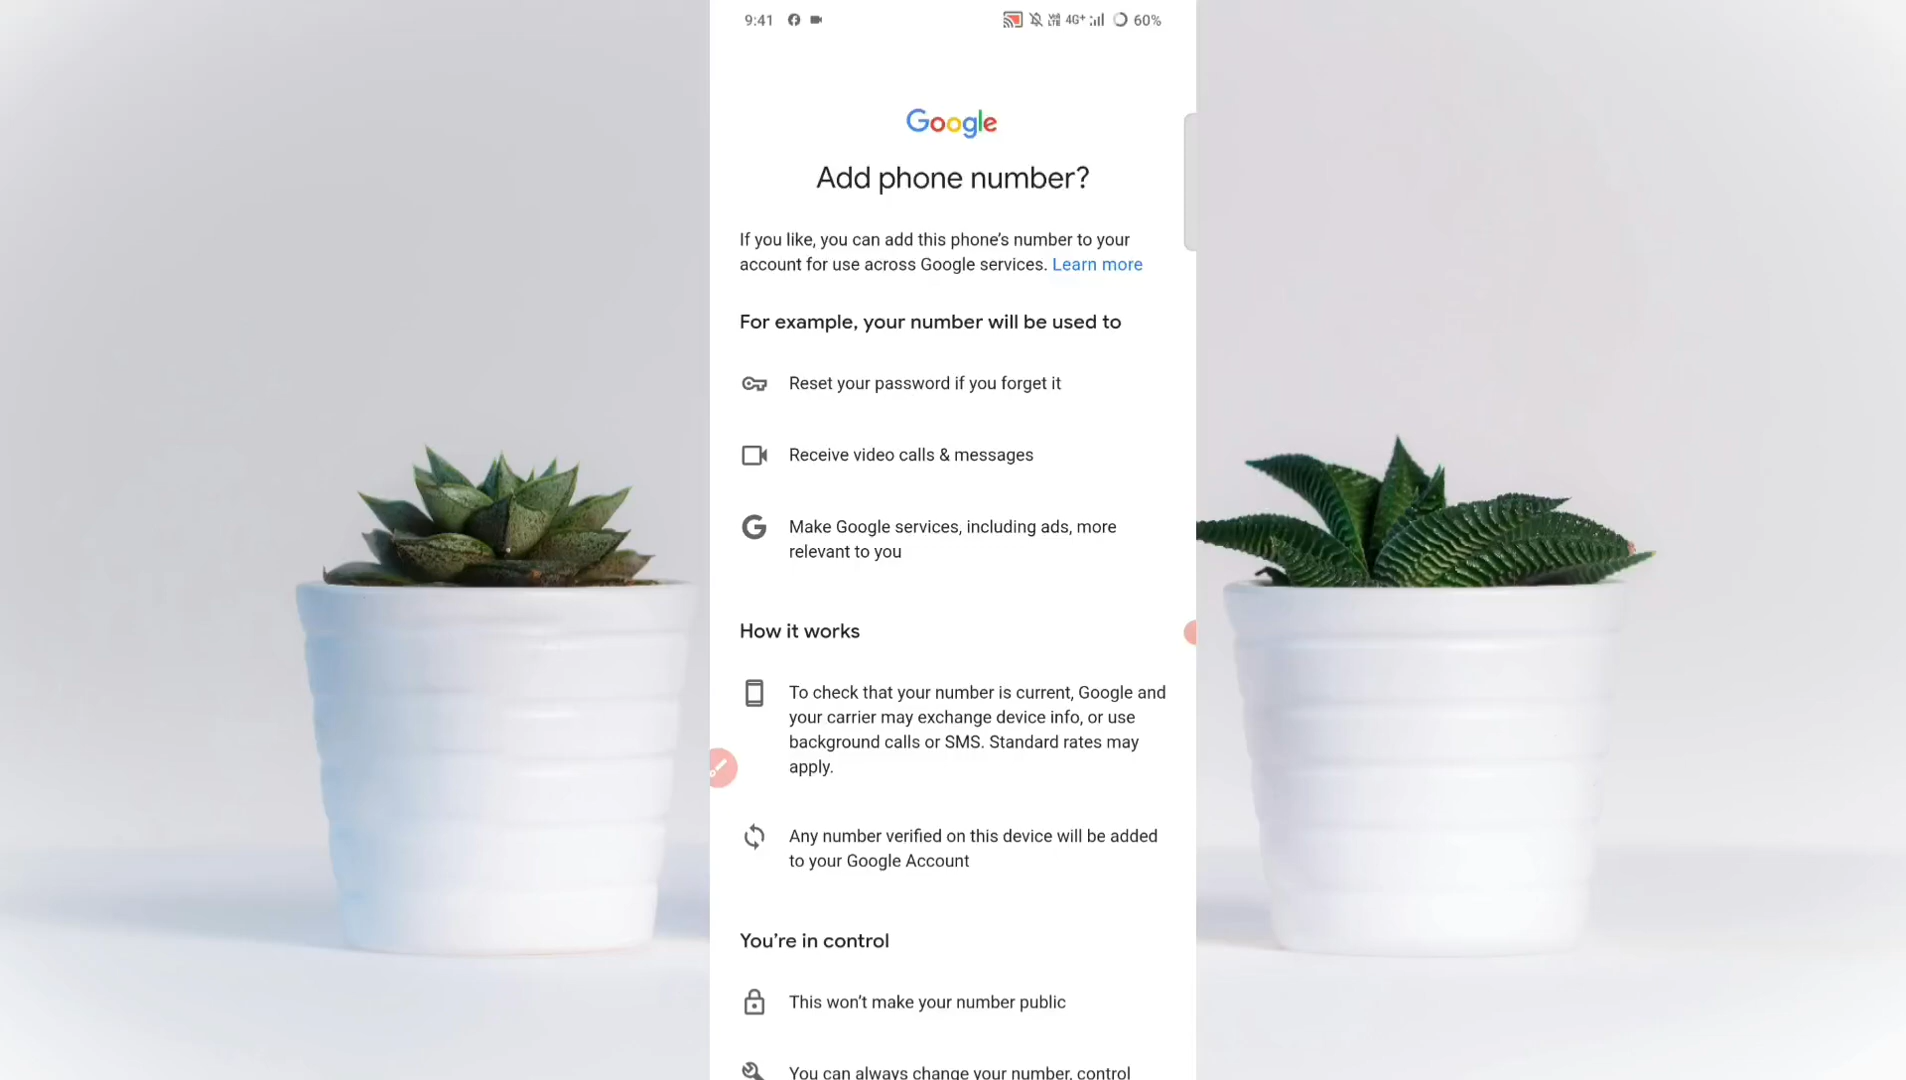 9:41
4G+ 60%
Google
Add phone number?
If you like, you can add this phone's number to your
account for use across Google services. Learn more
For example, your number will be used to
Reset your password if you forget it
Receive video calls & messages
G Make Google services, including ads, more
relevant to you
How it works
To check that your number is current, Google and
your carrier may exchange device info, or use
background calls or SMS. Standard rates may
apply.
Any number verified on this device will be added
to your Google Account
You're in control
This won't make your number public
You can always change your number, control